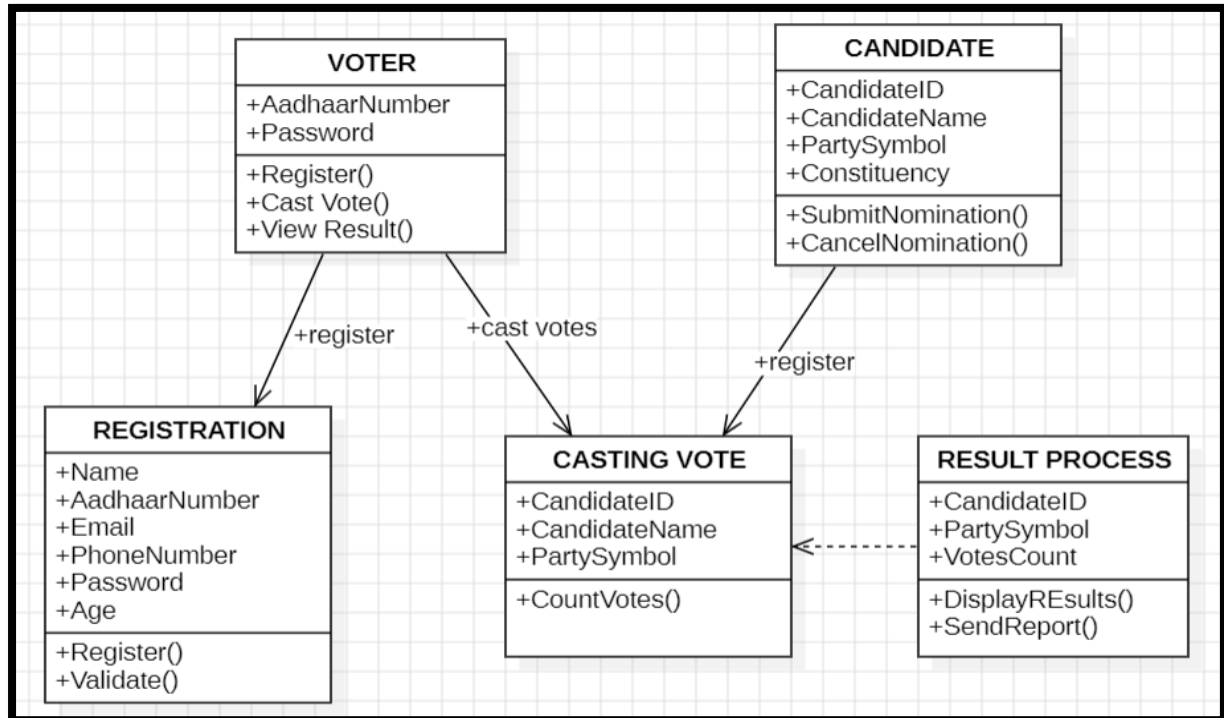 VOTER
+AadhaarNumber
+Password
+Register()
+Cast Vote()
+View Result()
CANDIDATE
+CandidateID
+CandidateName
+PartySymbol
+Constituency
+SubmitNomination()
+CancelNomination()
+register
+cast votes
+register
REGISTRATION
+Name
+AadhaarNumber
+Email
+PhoneNumber
+Password
+Age
+Register()
+Validate()
CASTING VOTE
+CandidateID
+CandidateName
+PartySymbol
+CountVotes()
RESULT PROCESS
+CandidateID
+PartySymbol
+VotesCount
+DisplayREsults()
+SendReport()